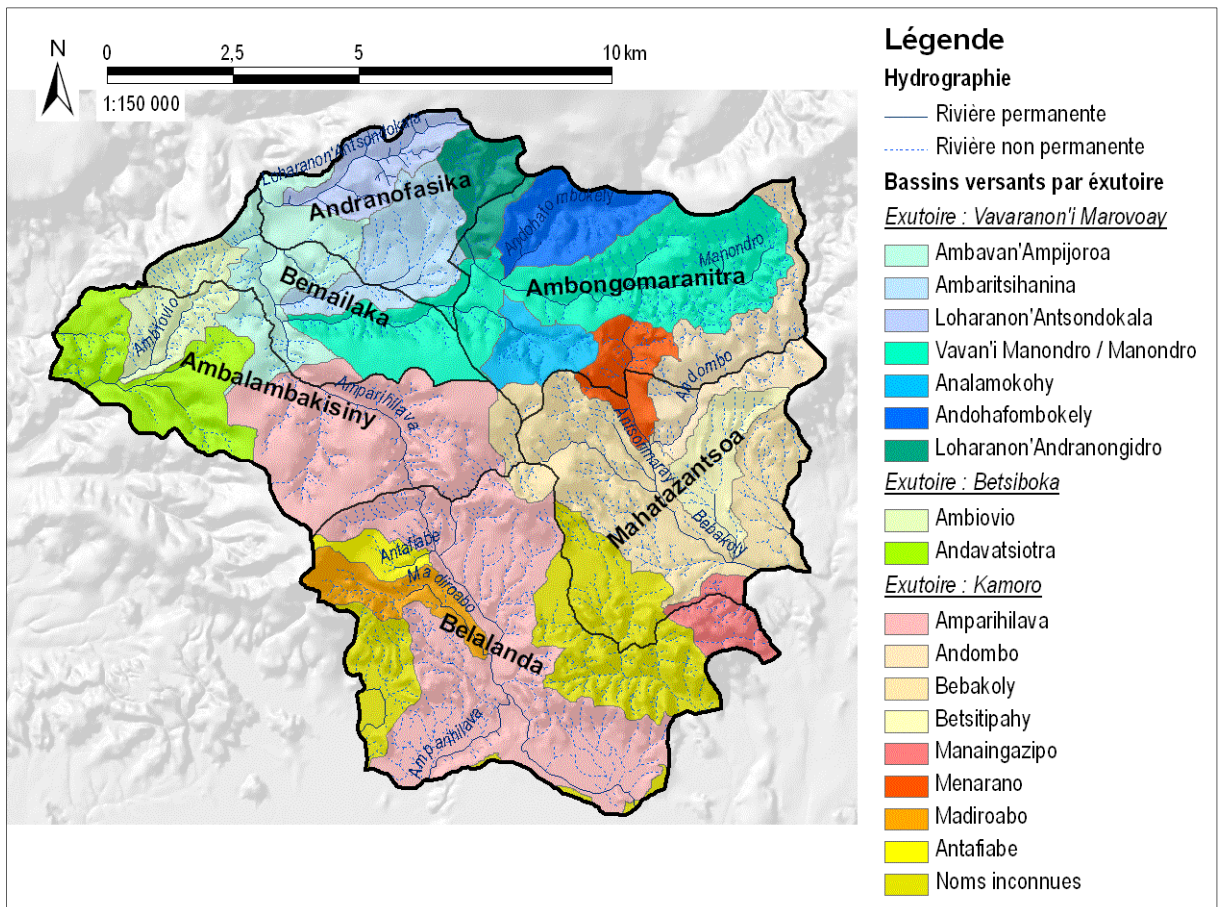 N
0 2,5 5 10 km
1:150 000
Loharanon'Antsondokala
Andranofasika
Andohafombokely
Manondro
Ambongomaranitra
Bemailaka
Ambiovio
Ambalambakisiny
Amparihilava
Andombo
Antsolimaray
Mahatazantsoa
Bebakoly
Antafiabe
Madiroabo
Belalanda
Amparihilava
Légende
Hydrographie
Rivière permanente
Rivière non permanente
Bassins versants par éxutoire
Exutoire : Vavaranon'i Marovoay
Ambavan'Ampijoroa
Ambaritsihanina
Loharanon'Antsondokala
Vavan'i Manondro / Manondro
Analamokohy
Andohafombokely
Loharanon'Andranongidro
Exutoire : Betsiboka
Ambiovio
Andavatsiotra
Exutoire : Kamoro
Amparihilava
Andombo
Bebakoly
Betsitipahy
Manaingazipo
Menarano
Madiroabo
Antafiabe
Noms inconnues